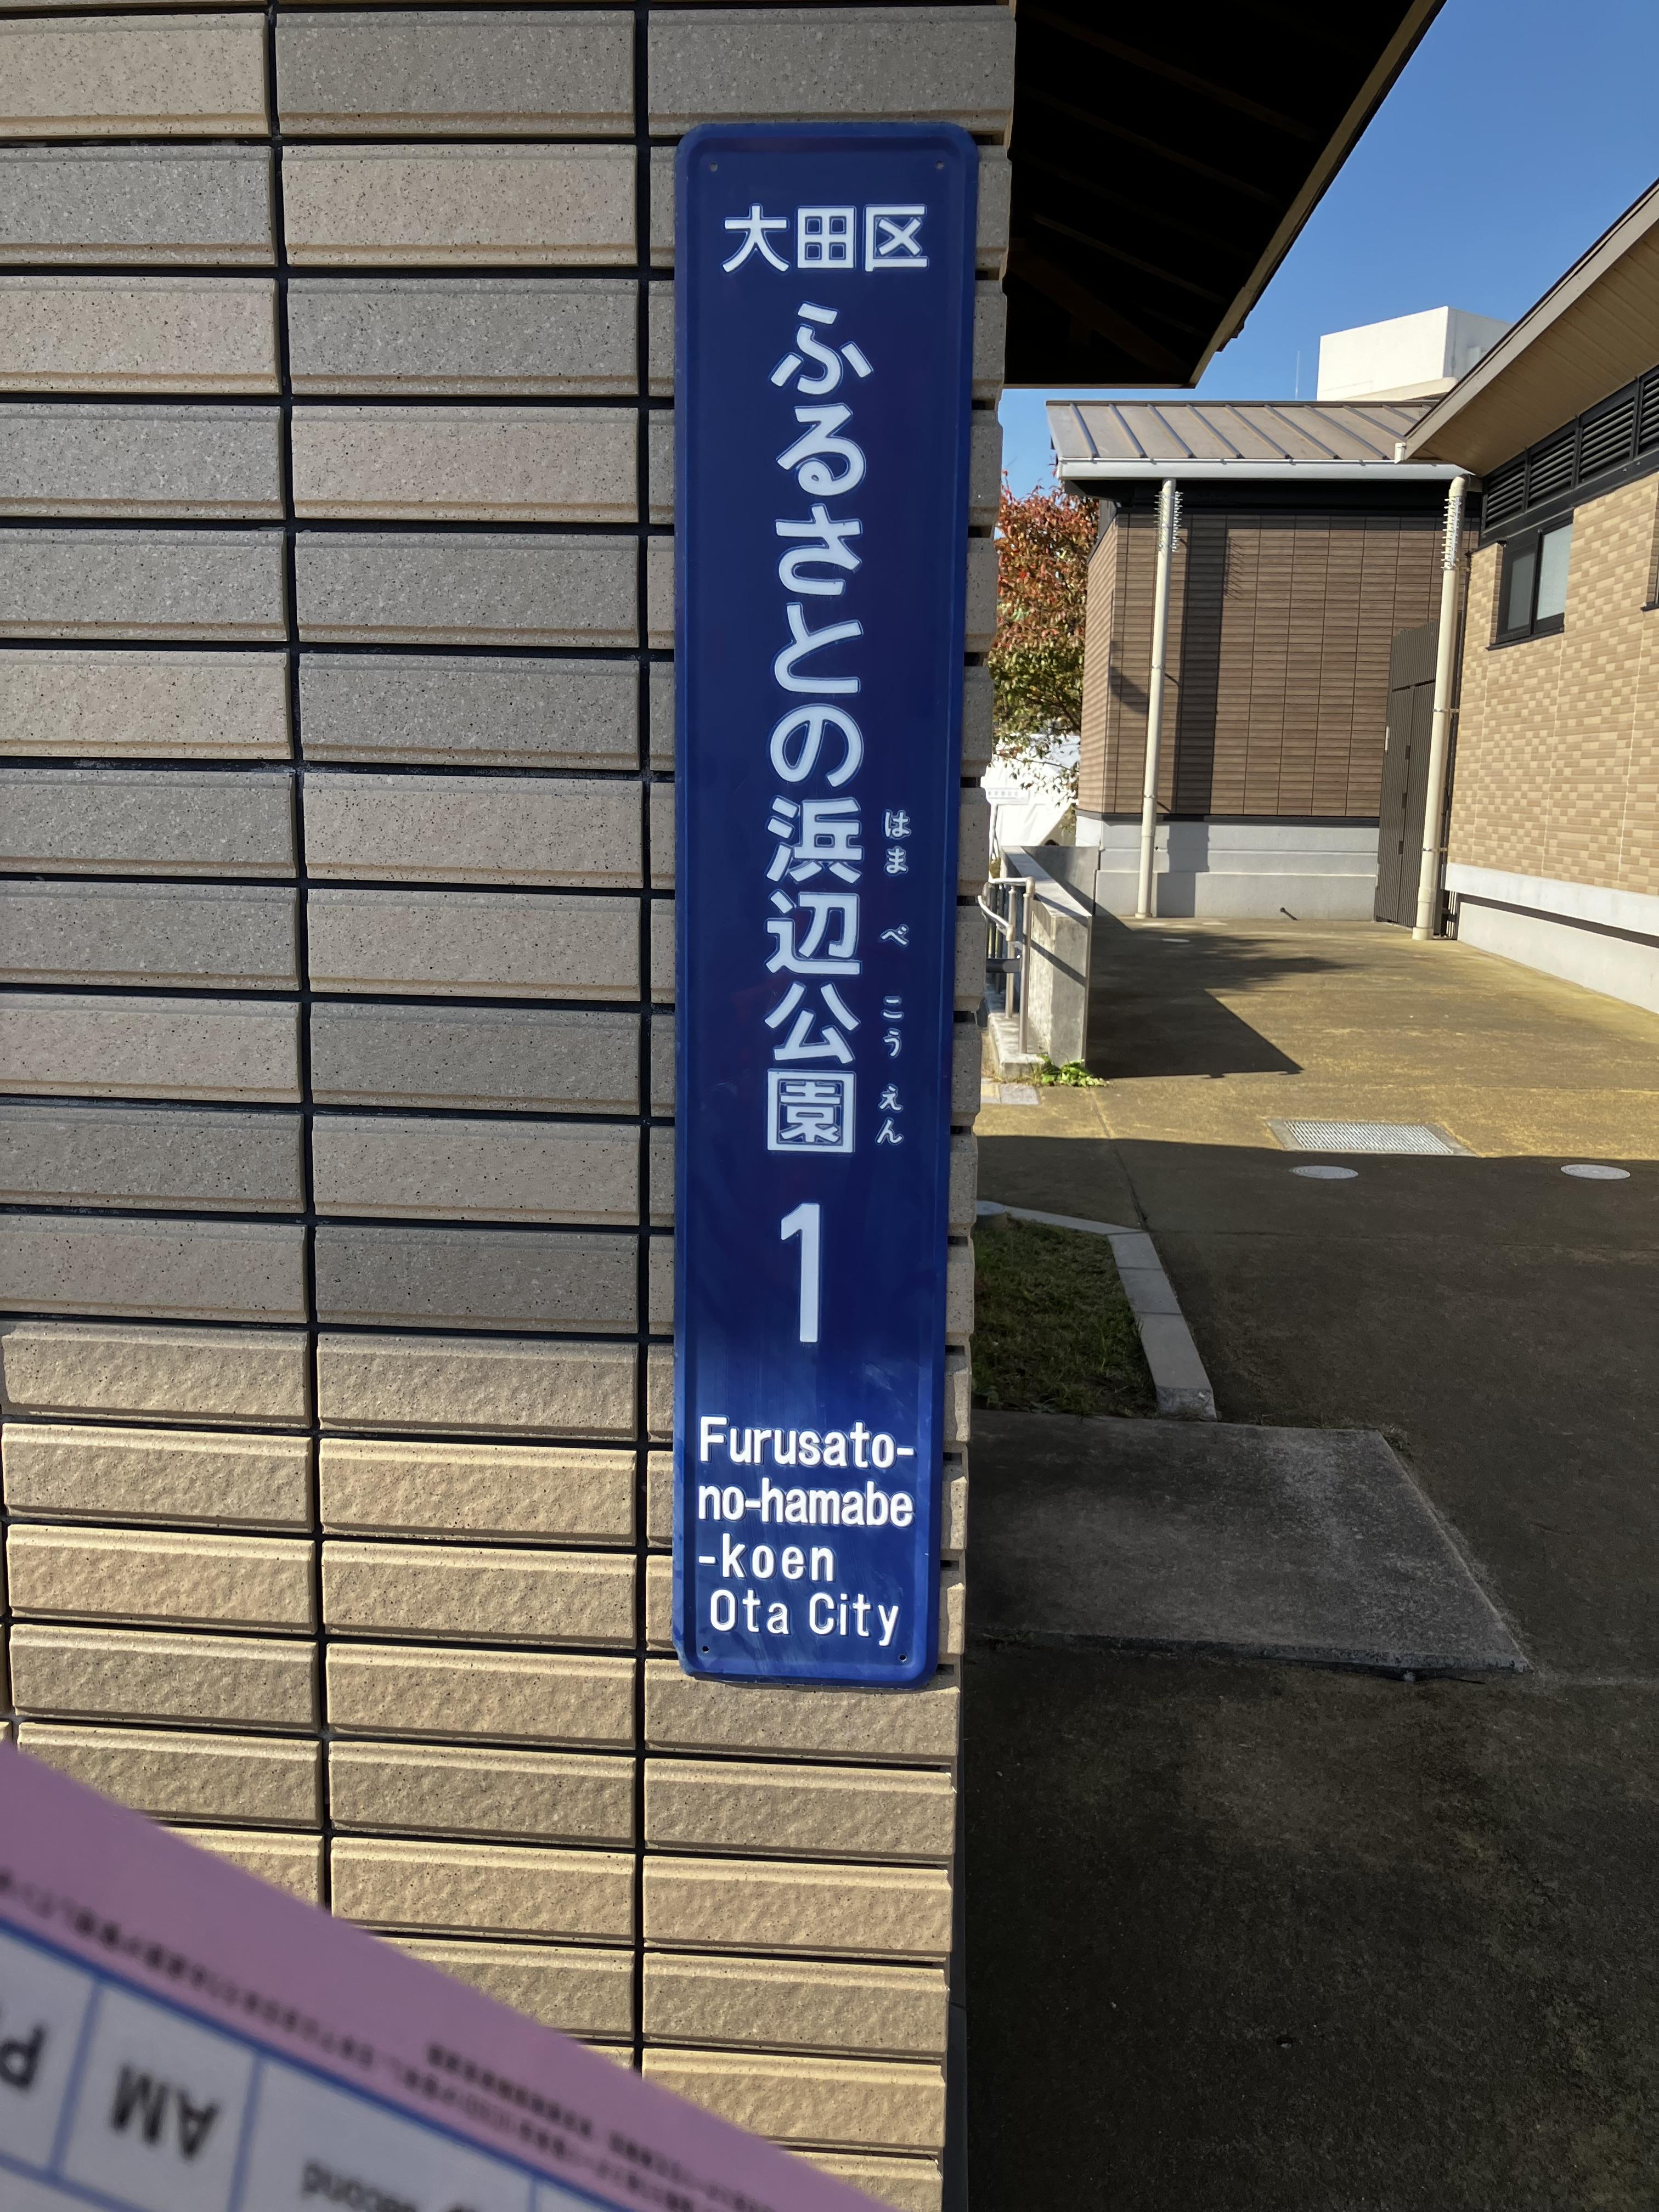 大田区
ふるさとの浜辺公園
はまべこうえん
1
Furusato-
no-hamabe
-koen
Ota City
AM
second